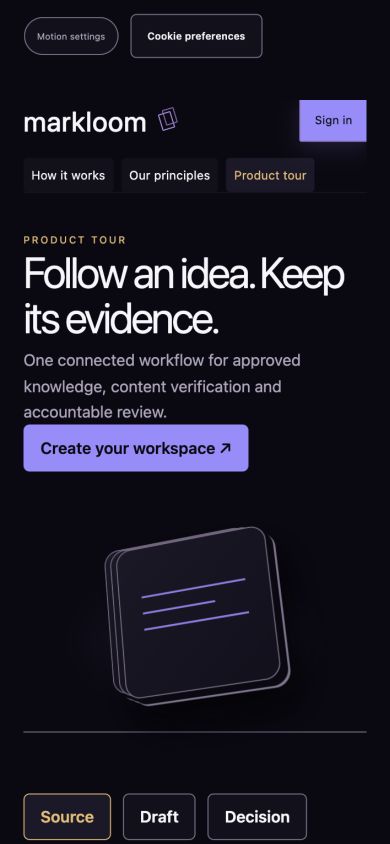 Motion settings
Cookie preferences
markloom
Sign in
How it works
Our principles
Product tour
PRODUCT TOUR
Follow an idea. Keep
its evidence.
One connected workflow for approved
knowledge, content verification and
accountable review.
Create your workspace ↗
Source
Draft
Decision